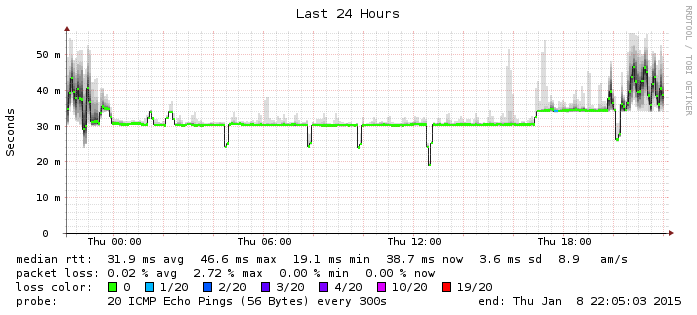 Last 24 Hours
RRDTOOL / TOBI OETIKER
Seconds
50 m
40 m
30 m
20 m
10 m
0
Thu 00:00 Thu 06:00 Thu 12:00 Thu 18:00
median rtt: 31.9 ms avg 46.6 ms max 19.1 ms min 38.7 ms now 3.6 ms sd 8.9 am/s
packet loss: 0.02 % avg 2.72 % max 0.00 % min 0.00 % now
loss color: 0 1/20 2/20 3/20 4/20 10/20 19/20
probe: 20 ICMP Echo Pings (56 Bytes) every 300s end: Thu Jan 8 22:05:03 2015